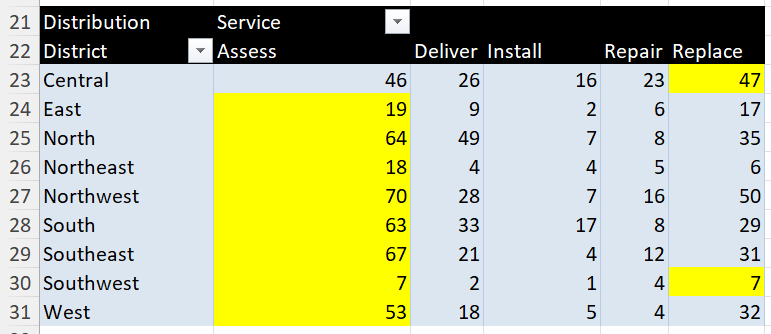 21 Distribution Service
22 District Assess Deliver Install Repair Replace
23 Central 46 26 16 23 47
24 East 19 9 2 6 17
25 North 64 49 7 8 35
26 Northeast 18 4 4 5 6
27 Northwest 70 28 7 16 50
28 South 63 33 17 8 29
29 Southeast 67 21 4 12 31
30 Southwest 7 2 1 4 7
31 West 53 18 5 4 32